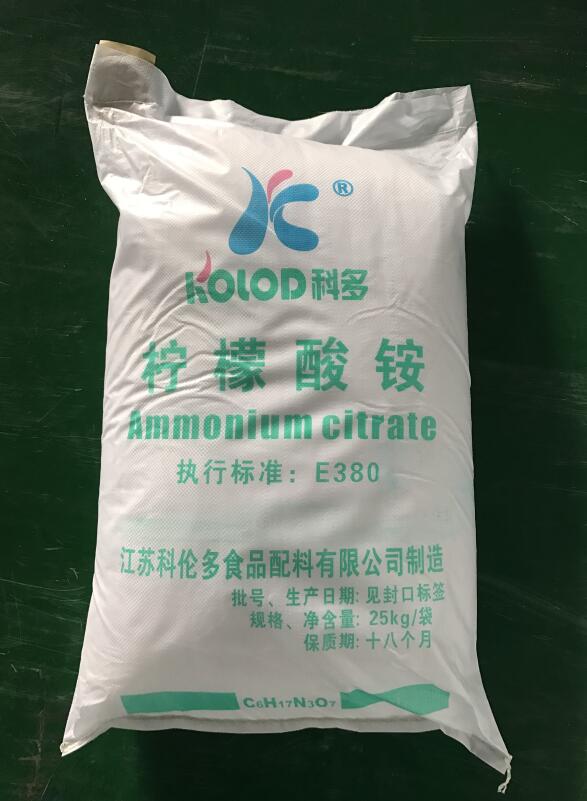 ®
KOLOD科多
柠檬酸铵
Ammonium citrate
执行标准：E380
江苏科伦多食品配料有限公司制造
批号、生产日期: 见封口标签
规格、净含量: 25kg/袋
保质期: 十八个月
C₆H₁₇N₃O₇